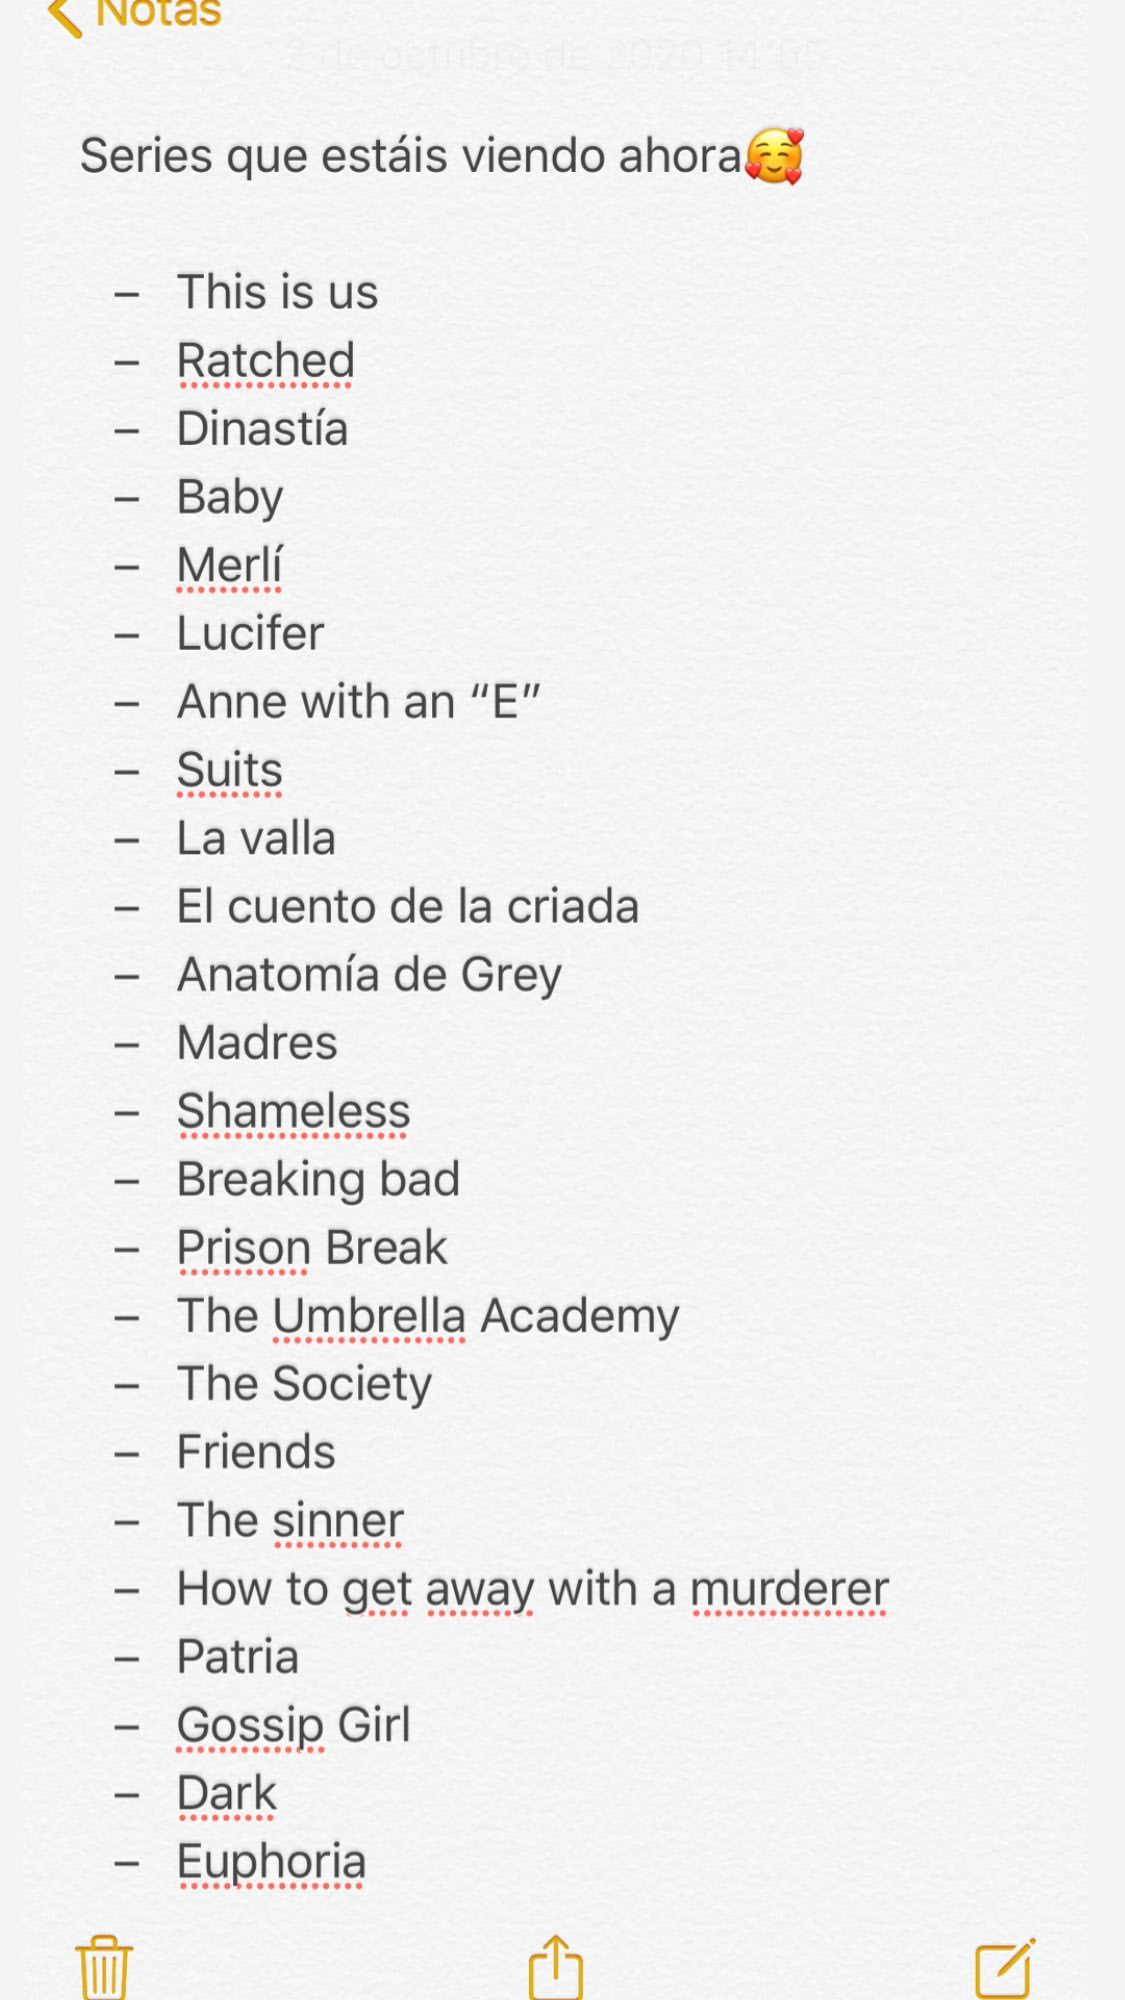 Notas
2 de octubre de 2020 14:55
Series que estáis viendo ahora🥰
– This is us
– Ratched
– Dinastía
– Baby
– Merlí
– Lucifer
– Anne with an “E”
– Suits
– La valla
– El cuento de la criada
– Anatomía de Grey
– Madres
– Shameless
– Breaking bad
– Prison Break
– The Umbrella Academy
– The Society
– Friends
– The sinner
– How to get away with a murderer
– Patria
– Gossip Girl
– Dark
– Euphoria